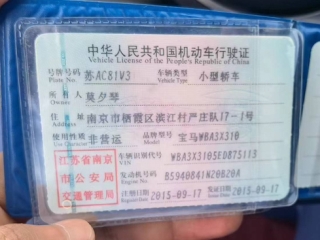 中华人民共和国机动车行驶证
Vehicle License of the People's Republic of China
号牌号码 苏AC81V3 车辆类型 小型轿车
Plate No. Vehicle Type
所有人 莫夕琴
Owner
住址 南京市栖霞区滨江村严庄队17-1号
Address
使用性质 非营运 品牌型号 宝马WBA3X310
Use Character Model
江苏省南京市公安局交通管理局
车辆识别代号 WBA3X3105ED875113
VIN
发动机号码 B5940841N20B20A
Engine No.
注册日期 2015-09-17 发证日期 2015-09-17
Register Date Issue Date